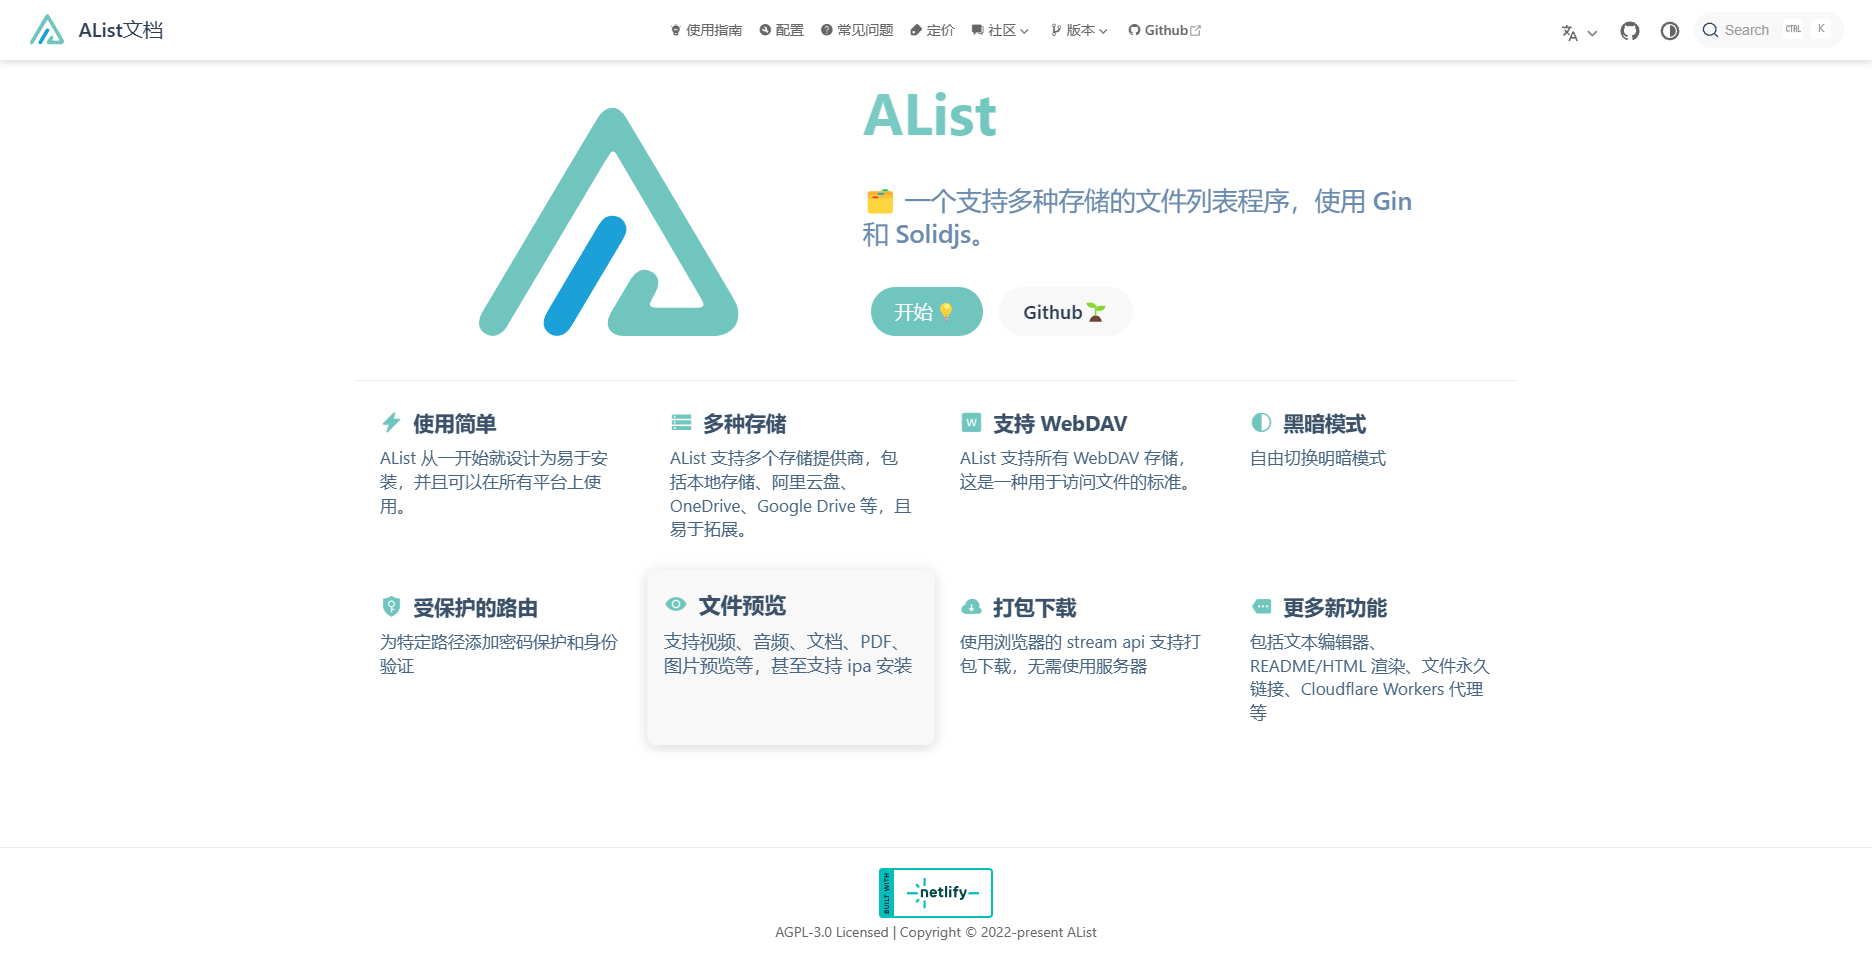 AList文档
使用指南 配置 常见问题 定价 社区 版本 Github
Search CTRL K
AList
🗂️ 一个支持多种存储的文件列表程序，使用 Gin
和 Solidjs。
开始💡
Github🌱
使用简单
AList 从一开始就设计为易于安
装，并且可以在所有平台上使
用。
多种存储
AList 支持多个存储提供商，包
括本地存储、阿里云盘、
OneDrive、Google Drive 等，且
易于拓展。
W
支持 WebDAV
AList 支持所有 WebDAV 存储，
这是一种用于访问文件的标准。
黑暗模式
自由切换明暗模式
受保护的路由
为特定路径添加密码保护和身份
验证
文件预览
支持视频、音频、文档、PDF、
图片预览等，甚至支持 ipa 安装
打包下载
使用浏览器的 stream api 支持打
包下载，无需使用服务器
更多新功能
包括文本编辑器、
README/HTML 渲染、文件永久
链接、Cloudflare Workers 代理
等
BUILT WITH
netlify
AGPL-3.0 Licensed | Copyright © 2022-present AList